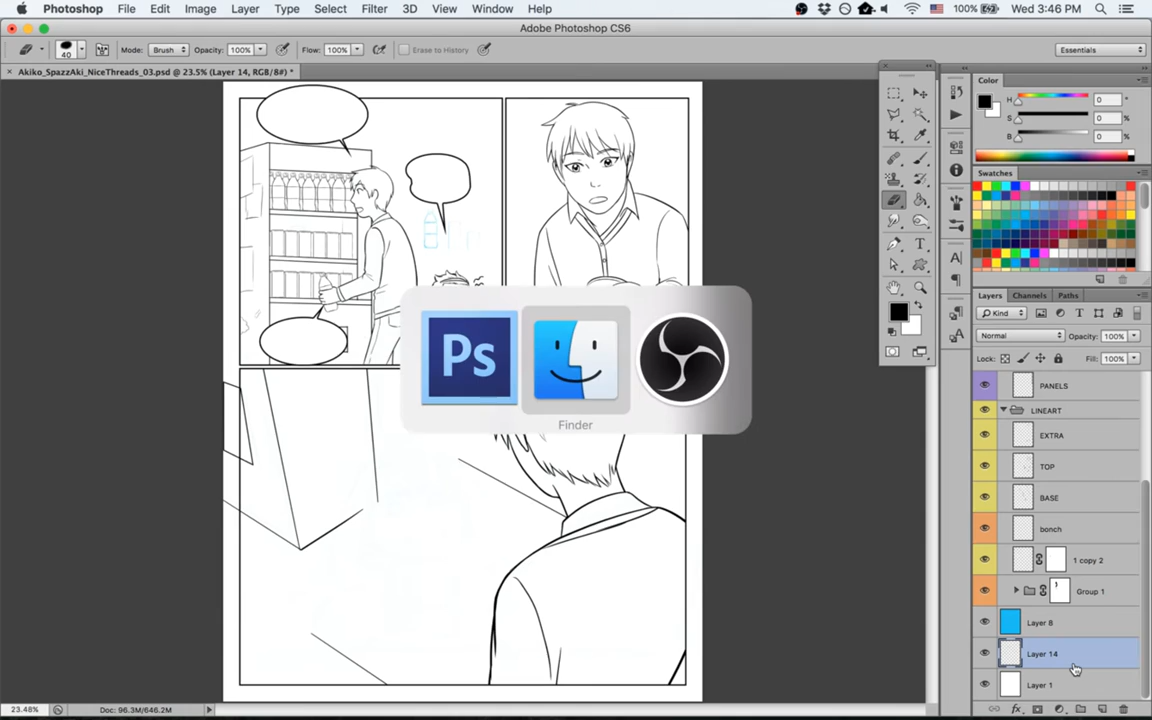 Photoshop File Edit Image Layer Type Select Filter 3D View Window Help 100% Wed 3:46 PM
Adobe Photoshop CS6
40 Mode: Brush Opacity: 100% Flow: 100% Erase to History Essentials
× Akiko_SpazzAki_NiceThreads_03.psd @ 23.5% (Layer 14, RGB/8#) *
Color
H 0 °
S 0 %
B 0 %
Swatches
A
T
Layers Channels Paths
Kind
Normal Opacity: 100%
Lock: Fill: 100%
PANELS
LINEART
EXTRA
TOP
BASE
bonch
1 copy 2
Group 1
Layer 8
Layer 14
Layer 1
fx
Ps
Finder
23.48% Doc: 96.3M/646.2M